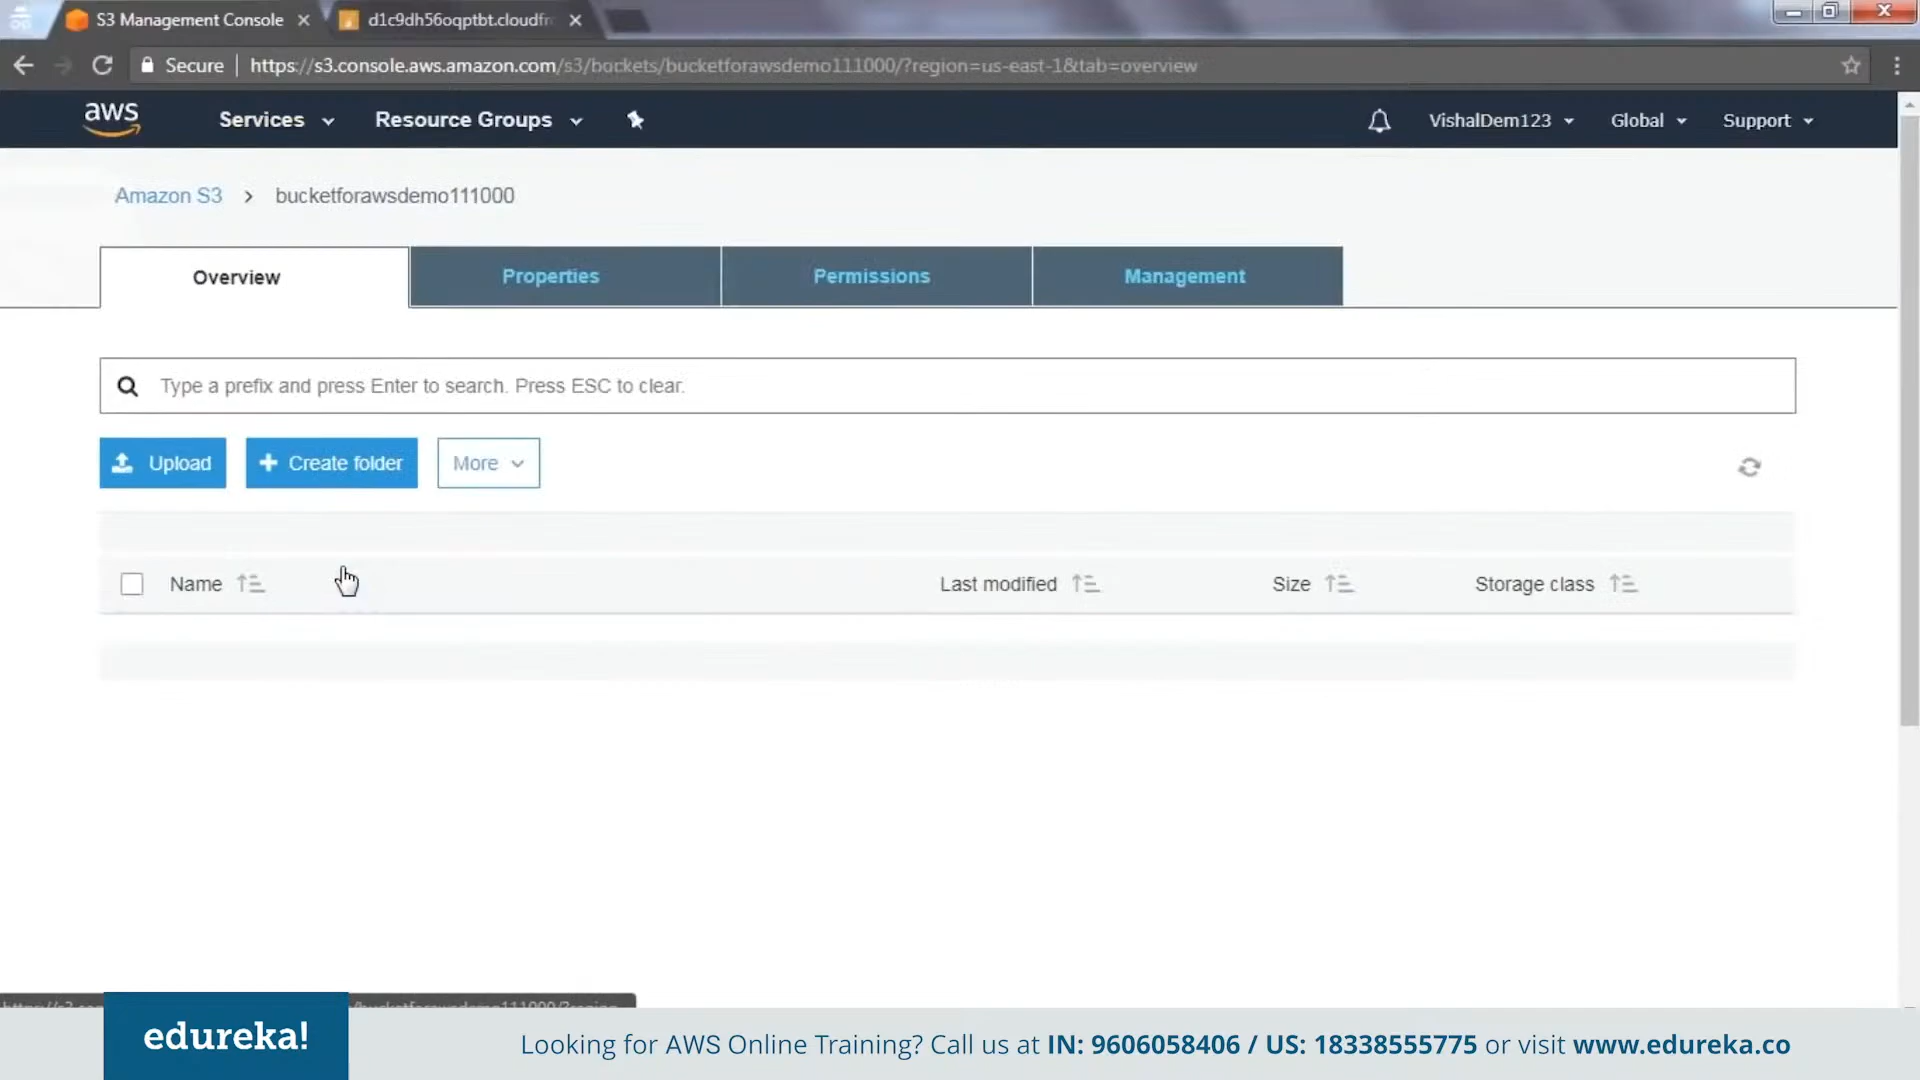 S3 Management Console
d1c9dh56oqptbt.cloudfr
Secure
https://s3.console.aws.amazon.com/s3/buckets/bucketforawsdemo111000/?region=us-east-1&tab=overview
aws
Services
Resource Groups
VishalDem123
Global
Support
Amazon S3 > bucketforawsdemo111000
Overview
Properties
Permissions
Management
Type a prefix and press Enter to search. Press ESC to clear.
Upload
+ Create folder
More
Name
Last modified
Size
Storage class
edureka!
Looking for AWS Online Training? Call us at IN: 9606058406 / US: 18338555775 or visit www.edureka.co